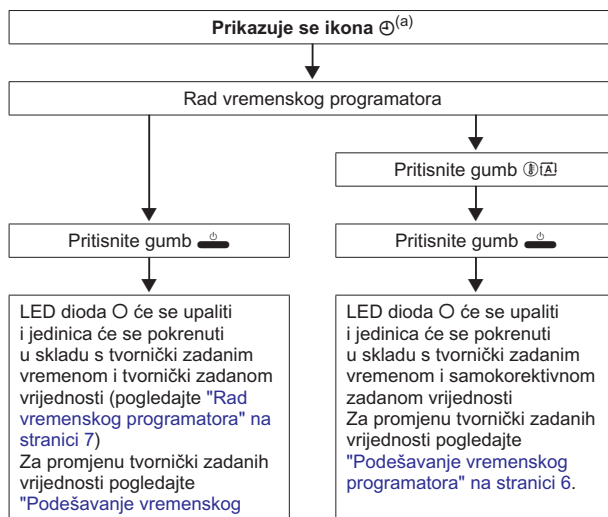 Prikazuje se ikona ⏲(a)
Rad vremenskog programatora
Pritisnite gumb A
Pritisnite gumb
Pritisnite gumb
LED dioda O će se upaliti
i jedinica će se pokrenuti
u skladu s tvornički zadanim
vremenom i tvornički zadanom
vrijednosti (pogledajte "Rad
vremenskog programatora" na
stranici 7)
Za promjenu tvornički zadanih
vrijednosti pogledajte
"Podešavanje vremenskog
LED dioda O će se upaliti
i jedinica će se pokrenuti
u skladu s tvornički zadanim
vremenom i samokorektivnom
zadanom vrijednosti
Za promjenu tvornički zadanih
vrijednosti pogledajte
"Podešavanje vremenskog
programatora" na stranici 6.